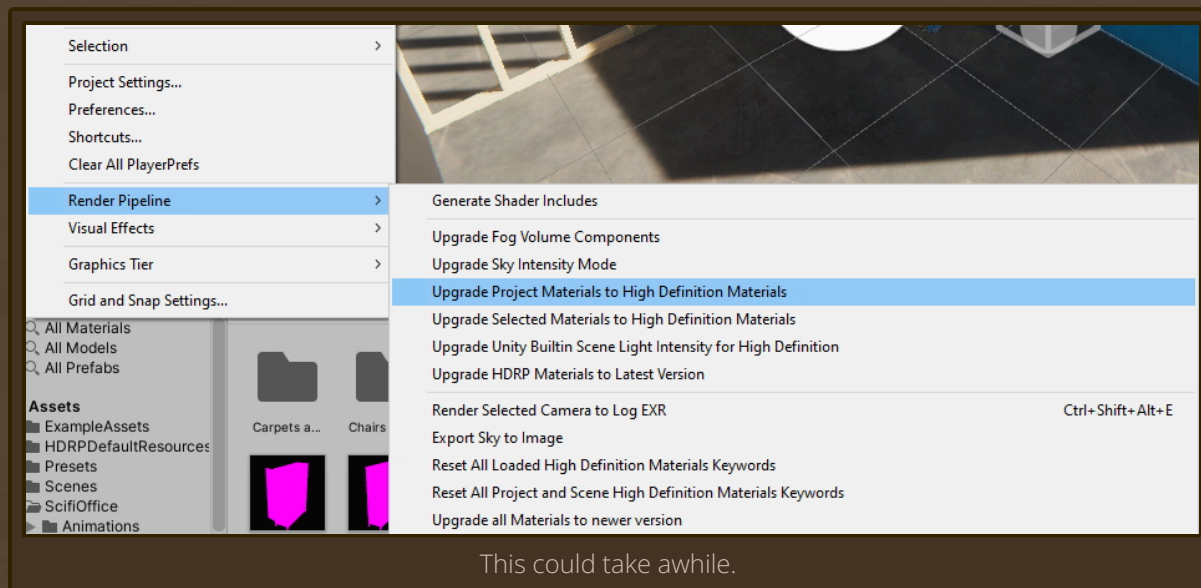 Selection
Project Settings...
Preferences...
Shortcuts...
Clear All PlayerPrefs
Render Pipeline
Visual Effects
Graphics Tier
Grid and Snap Settings...
Generate Shader Includes
Upgrade Fog Volume Components
Upgrade Sky Intensity Mode
Upgrade Project Materials to High Definition Materials
Upgrade Selected Materials to High Definition Materials
Upgrade Unity Builtin Scene Light Intensity for High Definition
Upgrade HDRP Materials to Latest Version
Render Selected Camera to Log EXR Ctrl+Shift+Alt+E
Export Sky to Image
Reset All Loaded High Definition Materials Keywords
Reset All Project and Scene High Definition Materials Keywords
Upgrade all Materials to newer version
All Materials
All Models
All Prefabs
Assets
ExampleAssets
HDRPDefaultResources
Presets
Scenes
ScifiOffice
Animations
Carpets a...
Chairs
This could take awhile.